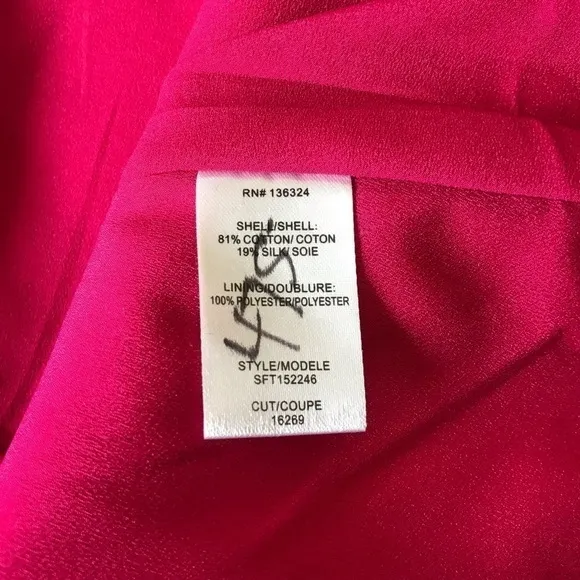 RN# 136324
SHELL/SHELL:
81% COTTON/ COTON
19% SILK/ SOIE
LINING/DOUBLURE:
100% POLYESTER/POLYESTER
STYLE/MODELE
SFT152246
CUT/COUPE
16269